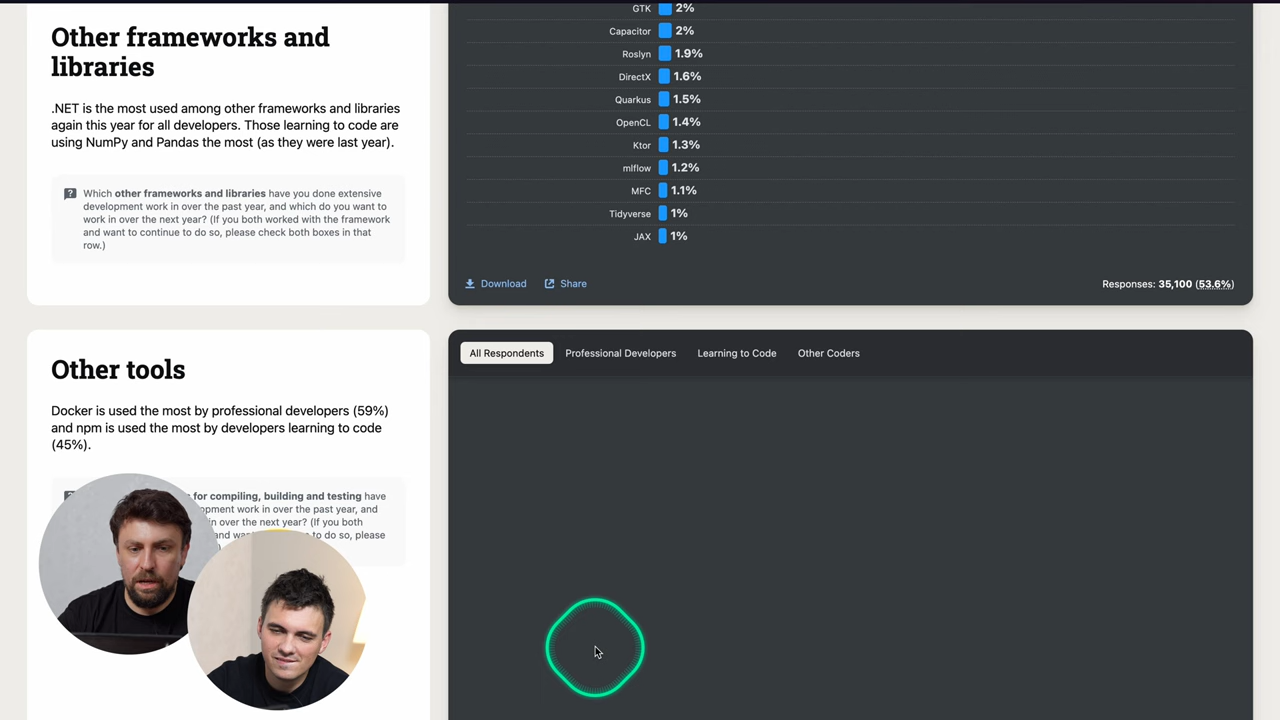 Other frameworks and
libraries
.NET is the most used among other frameworks and libraries
again this year for all developers. Those learning to code are
using NumPy and Pandas the most (as they were last year).
Which other frameworks and libraries have you done extensive
development work in over the past year, and which do you want to
work in over the next year? (If you both worked with the framework
and want to continue to do so, please check both boxes in that
row.)
GTK 2%
Capacitor 2%
Roslyn 1.9%
DirectX 1.6%
Quarkus 1.5%
OpenCL 1.4%
Ktor 1.3%
mlflow 1.2%
MFC 1.1%
Tidyverse 1%
JAX 1%
Download Share Responses: 35,100 (53.6%)
Other tools
Docker is used the most by professional developers (59%)
and npm is used the most by developers learning to code
(45%).
for compiling, building and testing have
work in over the past year, and
in over the next year? (If you both
and to do so, please
All Respondents Professional Developers Learning to Code Other Coders